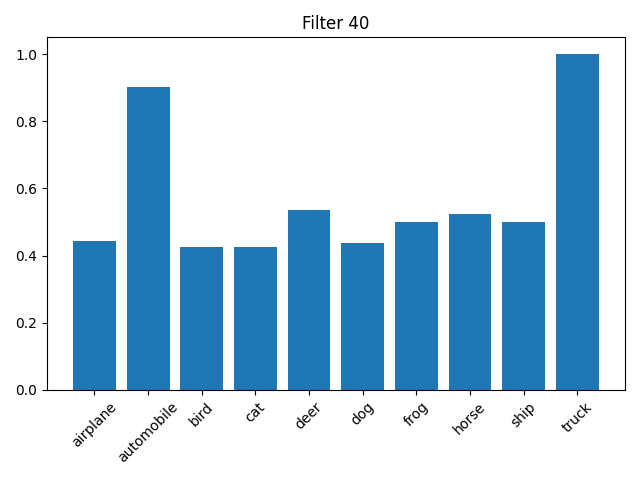 Filter 40
1.0
0.8
0.6
0.4
0.2
0.0
airplane
automobile
bird
cat
deer
dog
frog
horse
ship
truck